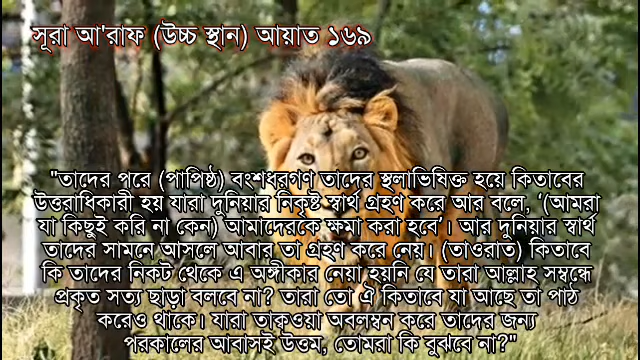 সূরা আ'রাফ (উচ্চ স্থান) আয়াত ১৬৯
"তাদের পরে (পাপিষ্ঠ) বংশধরগণ তাদের স্থলাভিষিক্ত হয়ে কিতাবের
উত্তরাধিকারী হয় যারা দুনিয়ার নিকৃষ্ট স্বার্থ গ্রহণ করে আর বলে, '(আমরা
যা কিছুই করি না কেন) আমাদেরকে ক্ষমা করা হবে'। আর দুনিয়ার স্বার্থ
তাদের সামনে আসলে আবার তা গ্রহণ করে নেয়। (তাওরাত) কিতাবে
কি তাদের নিকট থেকে এ অঙ্গীকার নেয়া হয়নি যে তারা আল্লাহ সম্বন্ধে
প্রকৃত সত্য ছাড়া বলবে না? তারা তো ঐ কিতাবে যা আছে তা পাঠ
করেও থাকে। যারা তাকওয়া অবলম্বন করে তাদের জন্য
পরকালের আবাসই উত্তম, তোমরা কি বুঝবে না?"